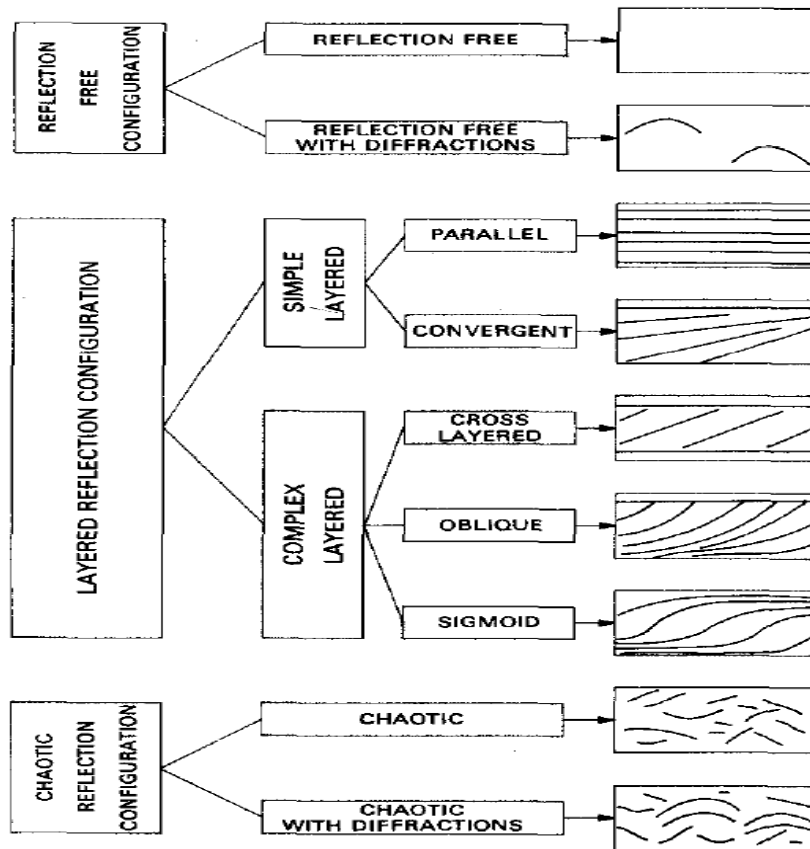 REFLECTION
FREE
CONFIGURATION
REFLECTION FREE
REFLECTION FREE
WITH DIFFRACTIONS
LAYERED REFLECTION CONFIGURATION
SIMPLE
LAYERED
PARALLEL
CONVERGENT
COMPLEX
LAYERED
CROSS
LAYERED
OBLIQUE
SIGMOID
CHAOTIC
REFLECTION
CONFIGURATION
CHAOTIC
CHAOTIC
WITH DIFFRACTIONS